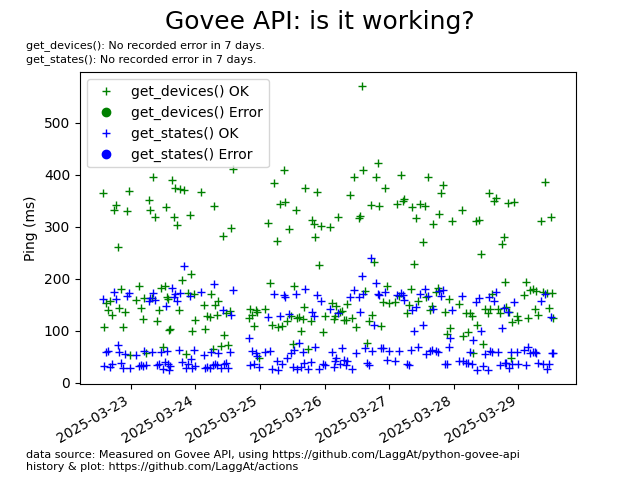 Govee API: is it working?
get_devices(): No recorded error in 7 days.
get_states(): No recorded error in 7 days.
get_devices() OK
get_devices() Error
get_states() OK
get_states() Error
Ping (ms)
500
400
300
200
100
0
2025-03-23
2025-03-24
2025-03-25
2025-03-26
2025-03-27
2025-03-28
2025-03-29
data source: Measured on Govee API, using https://github.com/LaggAt/python-govee-api
history & plot: https://github.com/LaggAt/actions